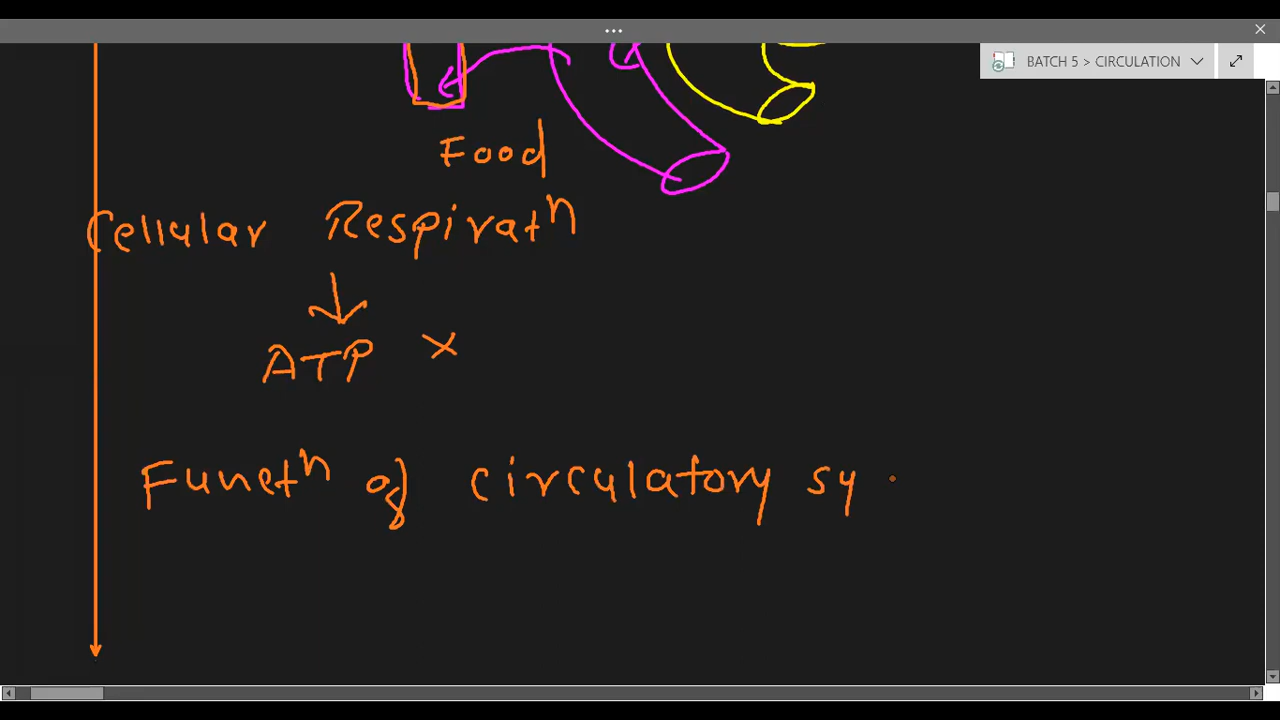 ...
BATCH 5 > CIRCULATION
Food
Cellular Respiratn
ATP ×
Functn of circulatory sy